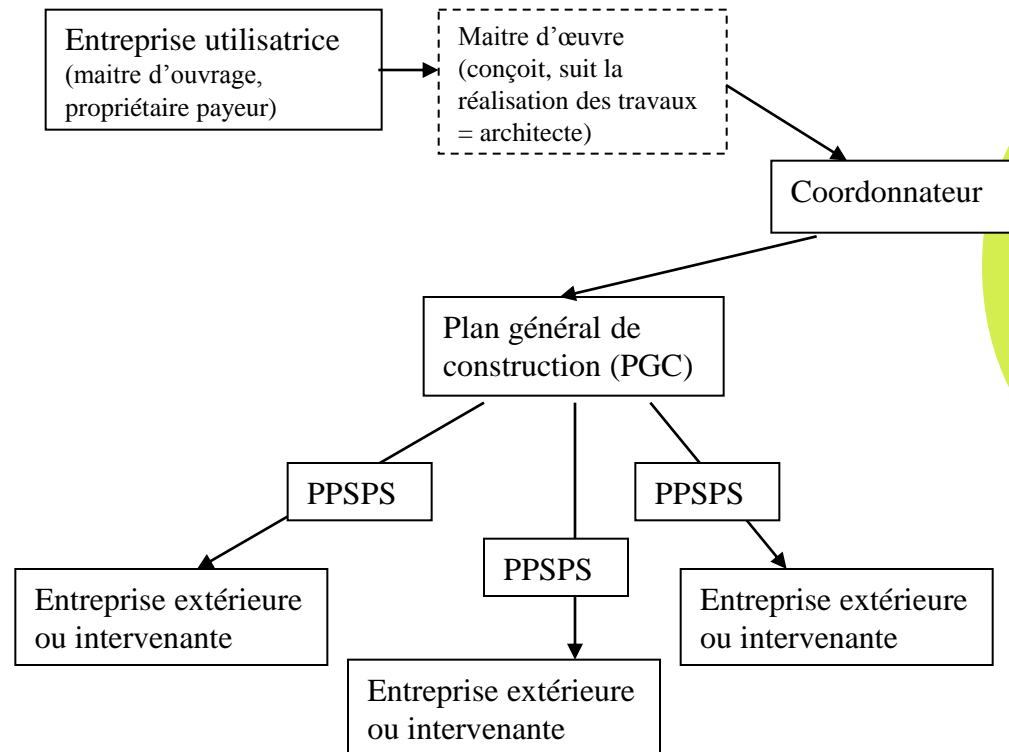 Entreprise utilisatrice
(maitre d’ouvrage,
propriétaire payeur)
Maitre d’œuvre
(conçoit, suit la
réalisation des travaux
= architecte)
Coordonnateur
Plan général de
construction (PGC)
PPSPS
PPSPS
PPSPS
Entreprise extérieure
ou intervenante
Entreprise extérieure
ou intervenante
Entreprise extérieure
ou intervenante